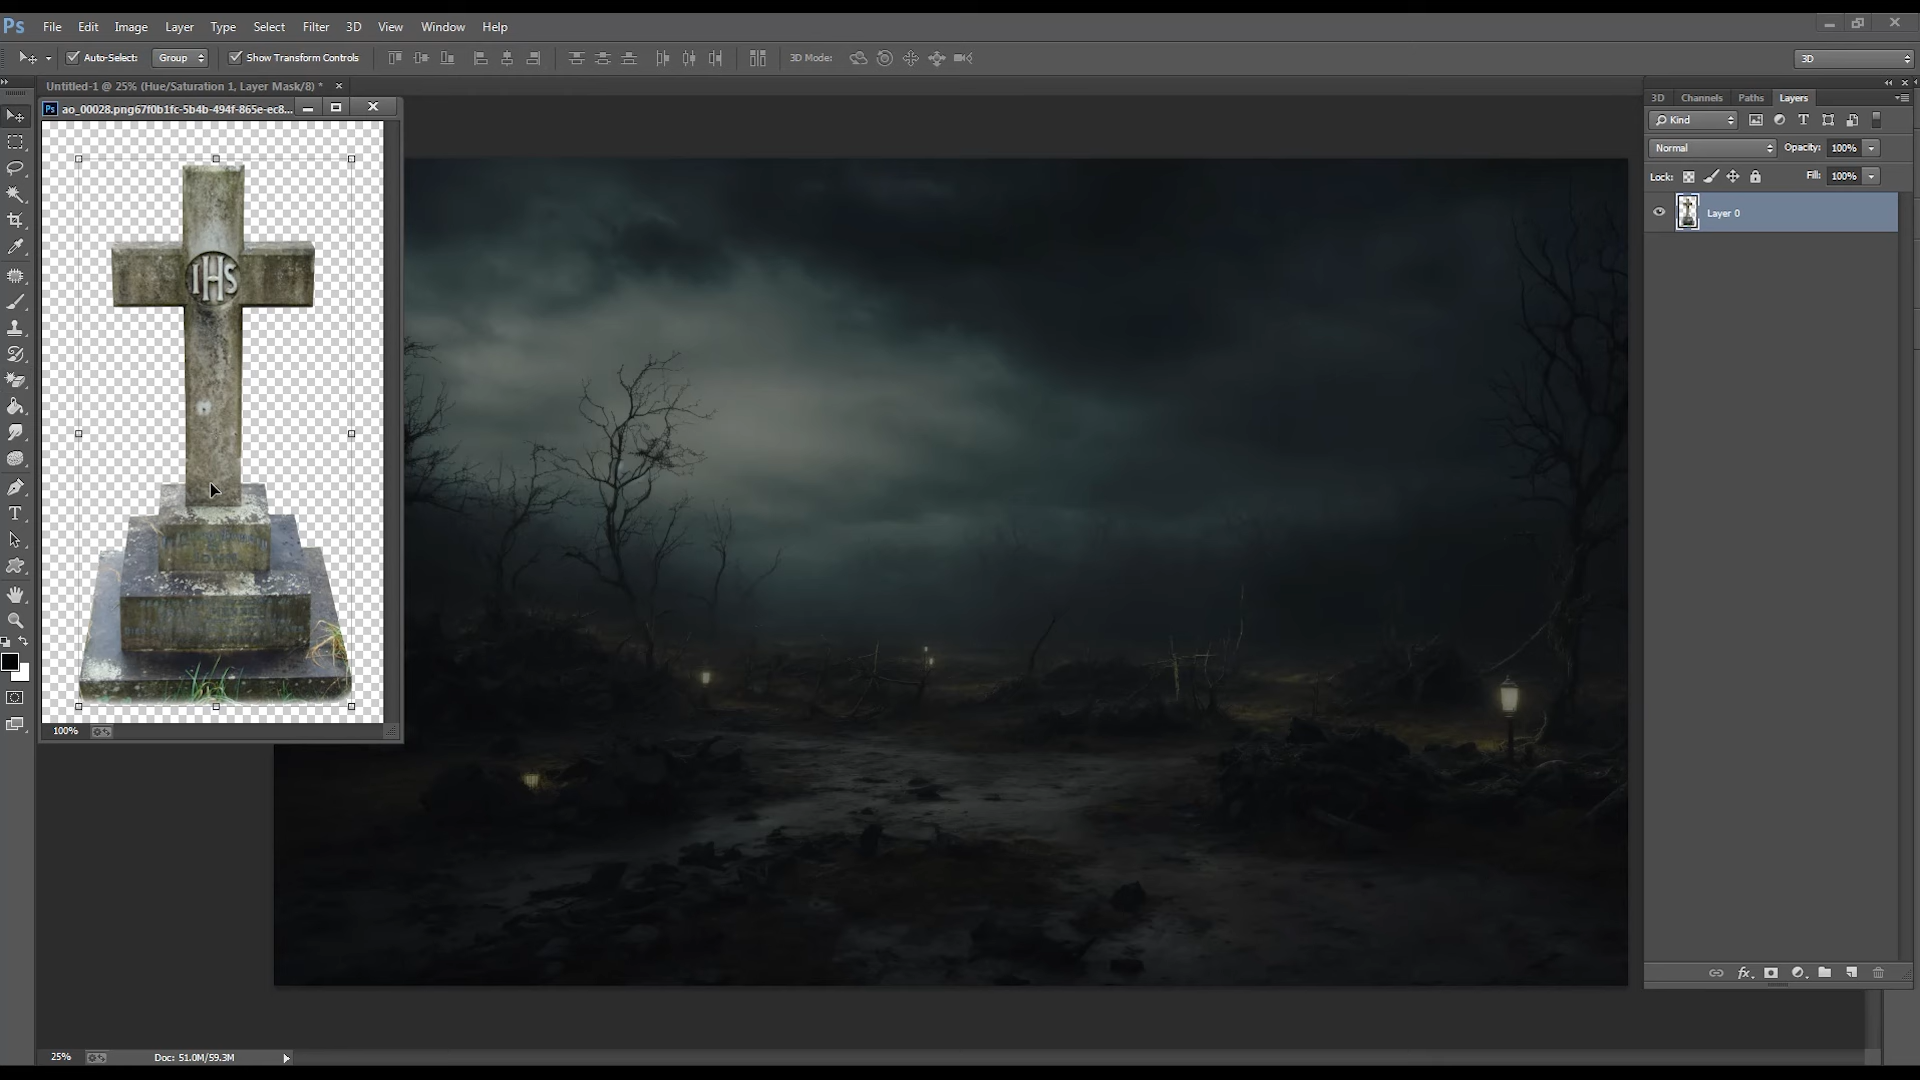 Ps File Edit Image Layer Type Select Filter 3D View Window Help
Auto-Select: Group Show Transform Controls 3D Mode: 3D
Untitled-1 @ 25% (Hue/Saturation 1, Layer Mask/8) * ×
Ps ao_00028.png67f0b1fc-5b4b-494f-865e-ec8...
3D Channels Paths Layers
Kind T
Normal Opacity: 100%
Lock: Fill: 100%
Layer 0
IHS
T
100%
fx
25% Doc: 51.0M/59.3M